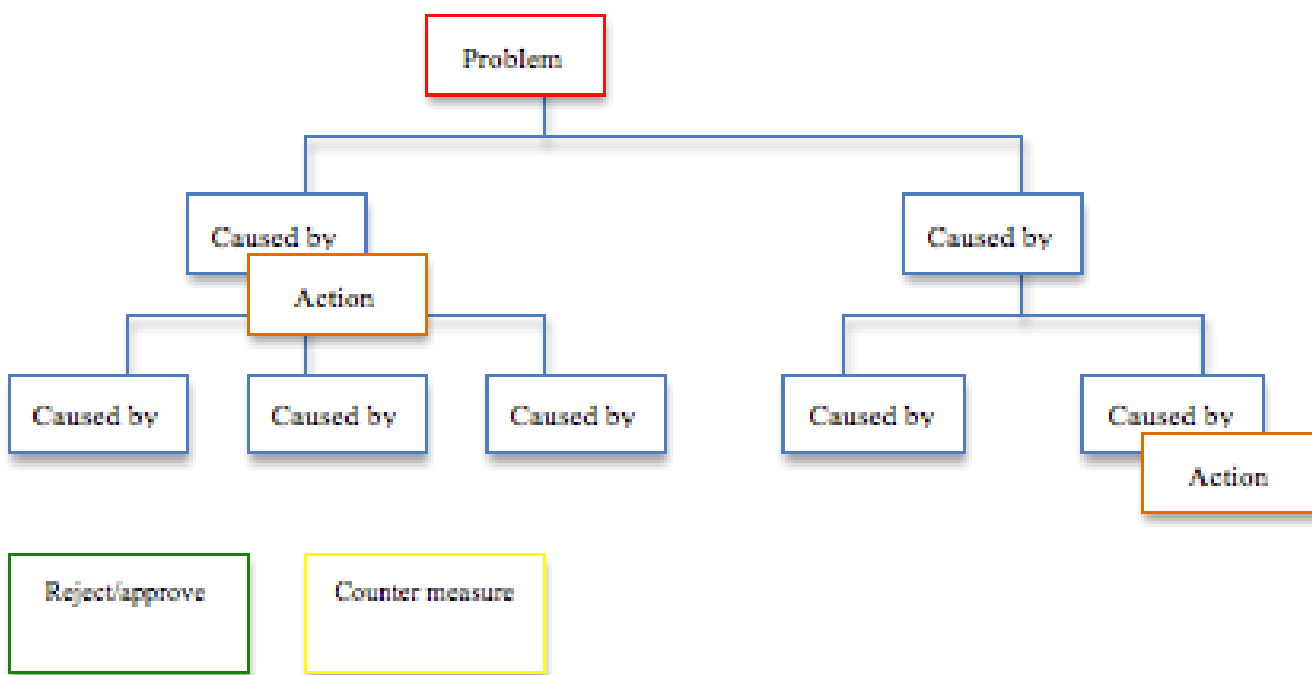 Problem
Caused by
Caused by
Action
Caused by
Caused by
Caused by
Caused by
Caused by
Action
Reject/approve
Counter measure